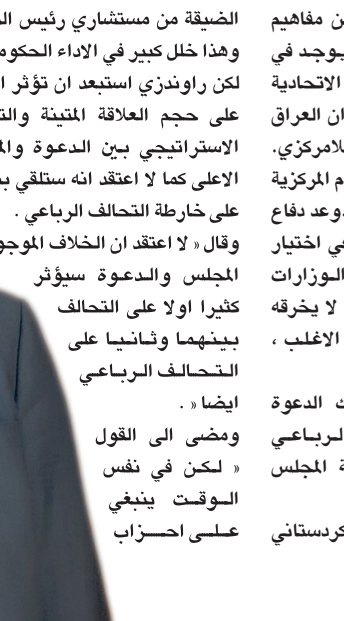 ن مفاهيم
يوجد في
الاتحادية
ان العراق
لامركزي.
م المركزية
وعد دفاع
في اختيار
الوزارات
لا يخرقه
الاغلب ،
ك الدعوة
لرباعي
ة المجلس
كردستاني
الضيقة من مستشاري رئيس ال
وهذا خلل كبير في الاداء الحكوم
لكن راوندزي استبعد ان تؤثر ا
على حجم العلاقة المتينة والت
الاستراتيجي بين الدعوة والم
الاعلى كما لا اعتقد انه ستلقي ب
على خارطة التحالف الرباعي .
وقال« لا اعتقد ان الخلاف الموجو
المجلس والدعوة سيؤثر
كثيرا اولا على التحالف
بينهما وثانيا على
التحالف الرباعي
ايضا« .
ومضى الى القول
« لكن في نفس
الوقت ينبغي
على احزاب